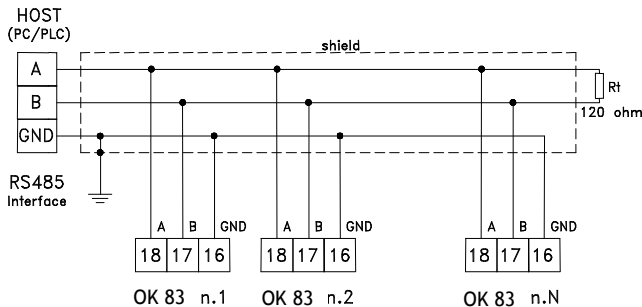 HOST
(PC/PLC)
shield
A
B
GND
Rt
120 ohm
RS485
Interface
A B GND
A B GND
A B GND
18 17 16
18 17 16
18 17 16
OK 83 n.1
OK 83 n.2
OK 83 n.N